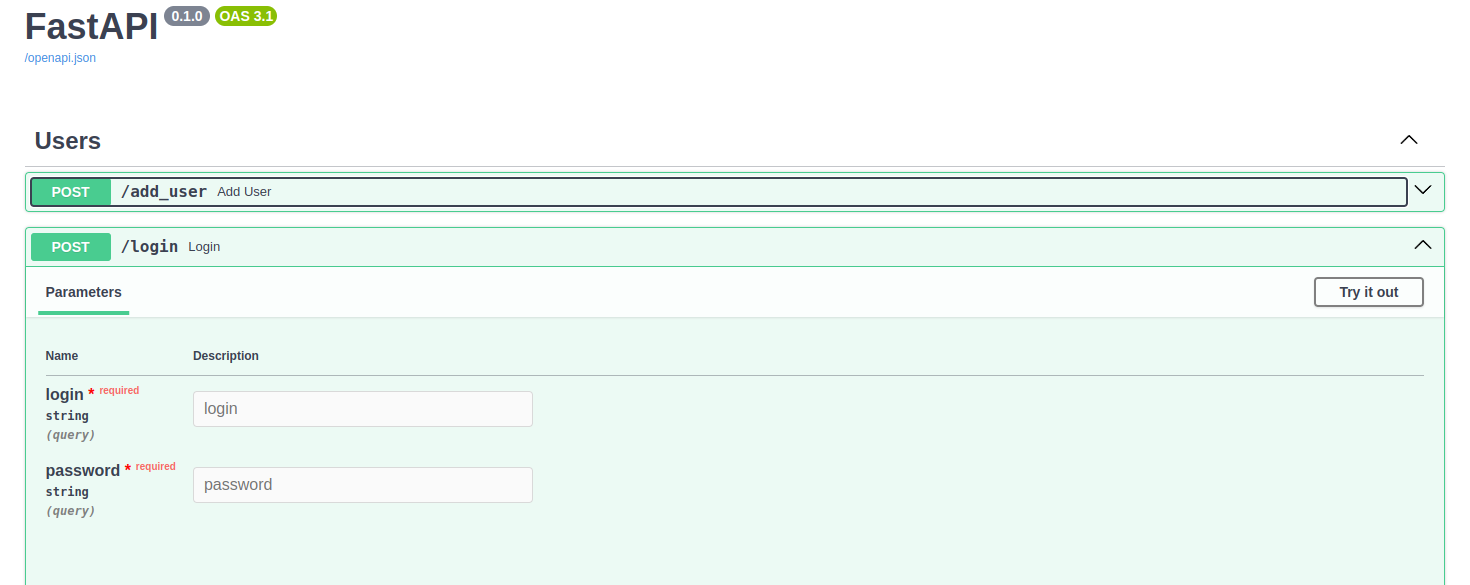 FastAPI 0.1.0 OAS 3.1
/openapi.json
Users
POST /add_user Add User
POST /login Login
Parameters Try it out
Name Description
login * required login
string
(query)
password * required password
string
(query)